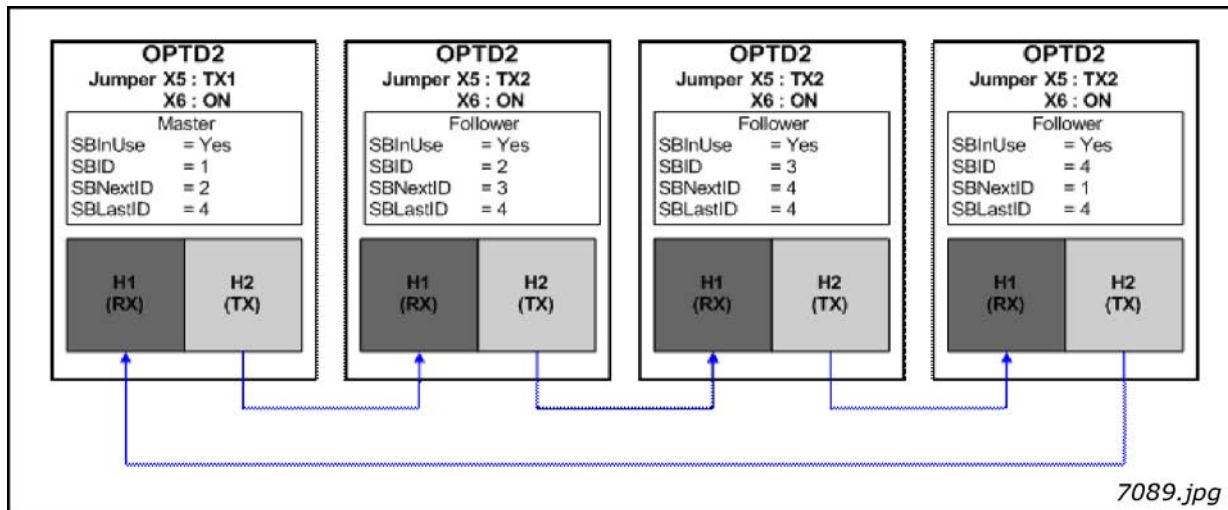 OPTD2
Jumper X5 : TX1
X6 : ON
Master
SBInUse = Yes
SBID = 1
SBNextID = 2
SBLastID = 4
H1
(RX)
H2
(TX)
OPTD2
Jumper X5 : TX2
X6 : ON
Follower
SBInUse = Yes
SBID = 2
SBNextID = 3
SBLastID = 4
H1
(RX)
H2
(TX)
OPTD2
Jumper X5 : TX2
X6 : ON
Follower
SBInUse = Yes
SBID = 3
SBNextID = 4
SBLastID = 4
H1
(RX)
H2
(TX)
OPTD2
Jumper X5 : TX2
X6 : ON
Follower
SBInUse = Yes
SBID = 4
SBNextID = 1
SBLastID = 4
H1
(RX)
H2
(TX)
7089.jpg